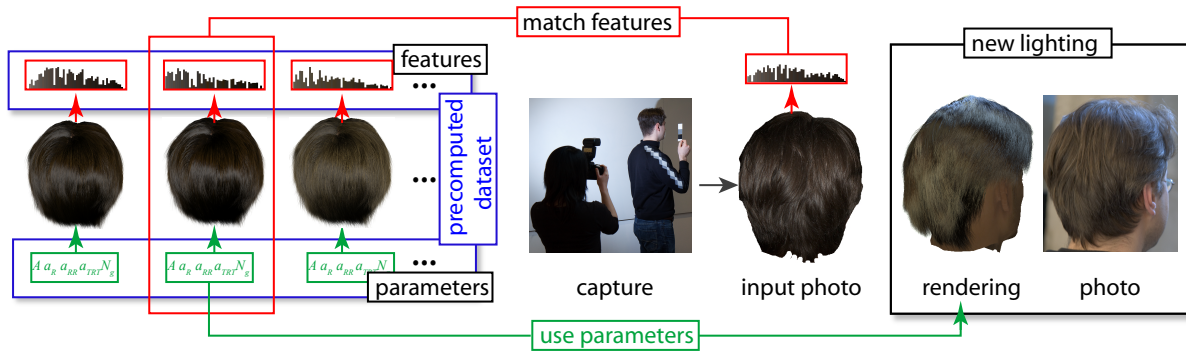 match features
features
new lighting
...
precomputed
dataset
...
A a_R a_RR a_TRT N_g
A a_R a_RR a_TRT N_g
A a_R a_RR a_TRT N
...
parameters
capture
input photo
rendering
photo
use parameters